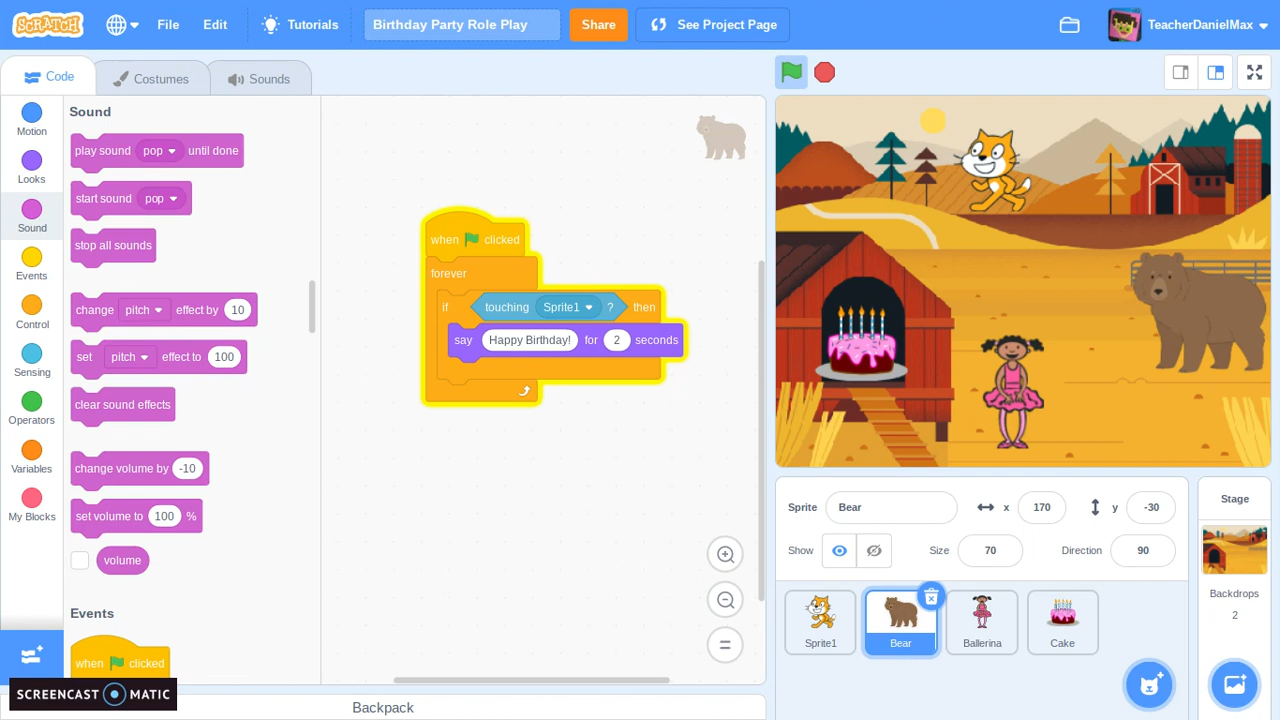 SCRATCH
File
Edit
Tutorials
Birthday Party Role Play
Share
See Project Page
TeacherDanielMax
Code
Costumes
Sounds
Motion
Looks
Sound
Events
Control
Sensing
Operators
Variables
My Blocks
Sound
play sound pop until done
start sound pop
stop all sounds
change pitch effect by 10
set pitch effect to 100
clear sound effects
change volume by -10
set volume to 100 %
volume
Events
when clicked
when clicked
forever
if touching Sprite1 ? then
say Happy Birthday! for 2 seconds
Sprite Bear x 170 y -30
Show Size 70 Direction 90
Sprite1
Bear
Ballerina
Cake
Stage
Backdrops
2
Backpack
SCREENCAST MATIC